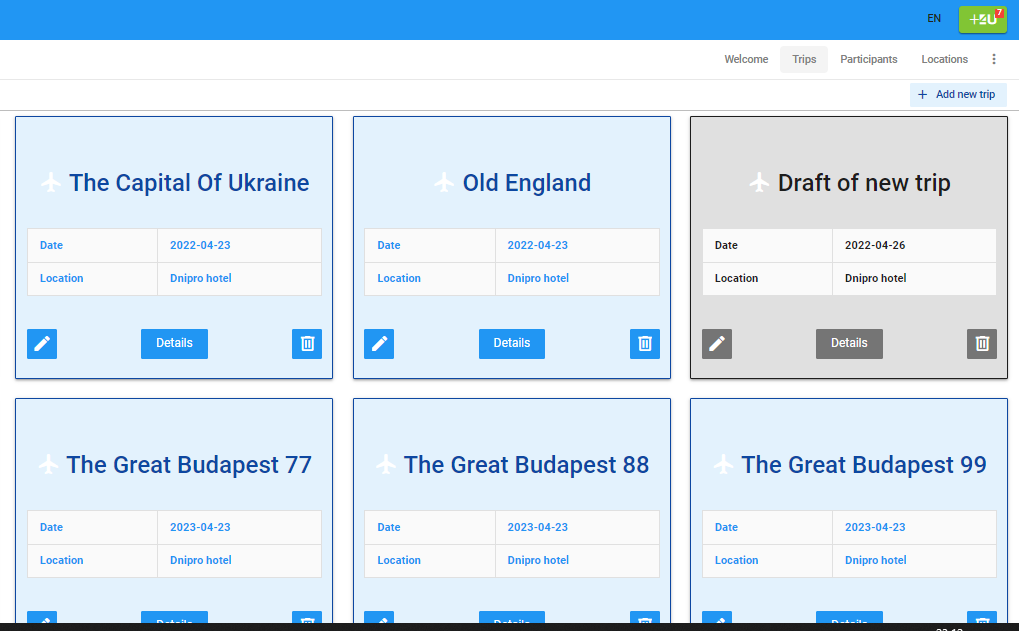 EN
7
Welcome Trips Participants Locations
+ Add new trip
The Capital Of Ukraine
Date 2022-04-23
Location Dnipro hotel
Details
Old England
Date 2022-04-23
Location Dnipro hotel
Details
Draft of new trip
Date 2022-04-26
Location Dnipro hotel
Details
The Great Budapest 77
Date 2023-04-23
Location Dnipro hotel
Details
The Great Budapest 88
Date 2023-04-23
Location Dnipro hotel
Details
The Great Budapest 99
Date 2023-04-23
Location Dnipro hotel
Details